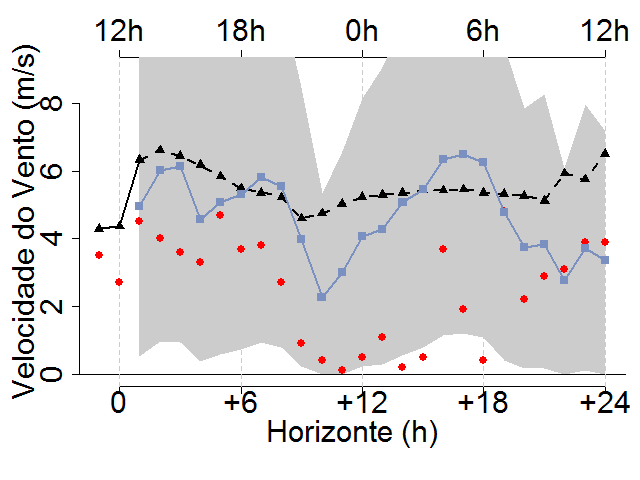 12h 18h 0h 6h 12h
Velocidade do Vento (m/s)
8
6
4
2
0
0 +6 +12 +18 +24
Horizonte (h)